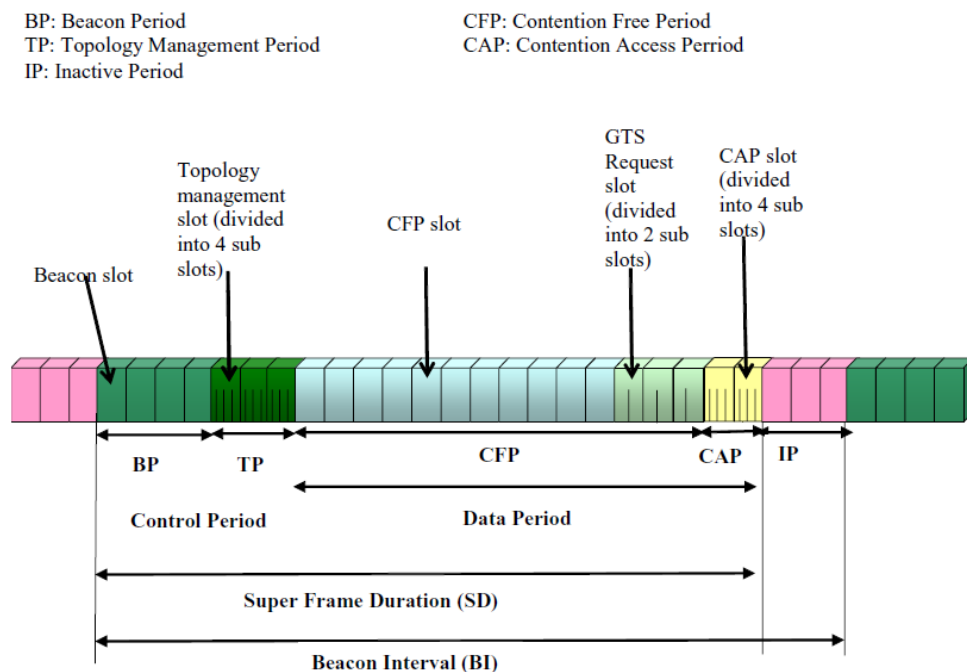 BP: Beacon Period
CFP: Contention Free Period
TP: Topology Management Period
CAP: Contention Access Perriod
IP: Inactive Period
Beacon slot
Topology
management
slot (divided
into 4 sub
slots)
CFP slot
GTS
Request
slot
(divided
into 2 sub
slots)
CAP slot
(divided
into 4 sub
slots)
BP
TP
CFP
CAP
IP
Control Period
Data Period
Super Frame Duration (SD)
Beacon Interval (BI)